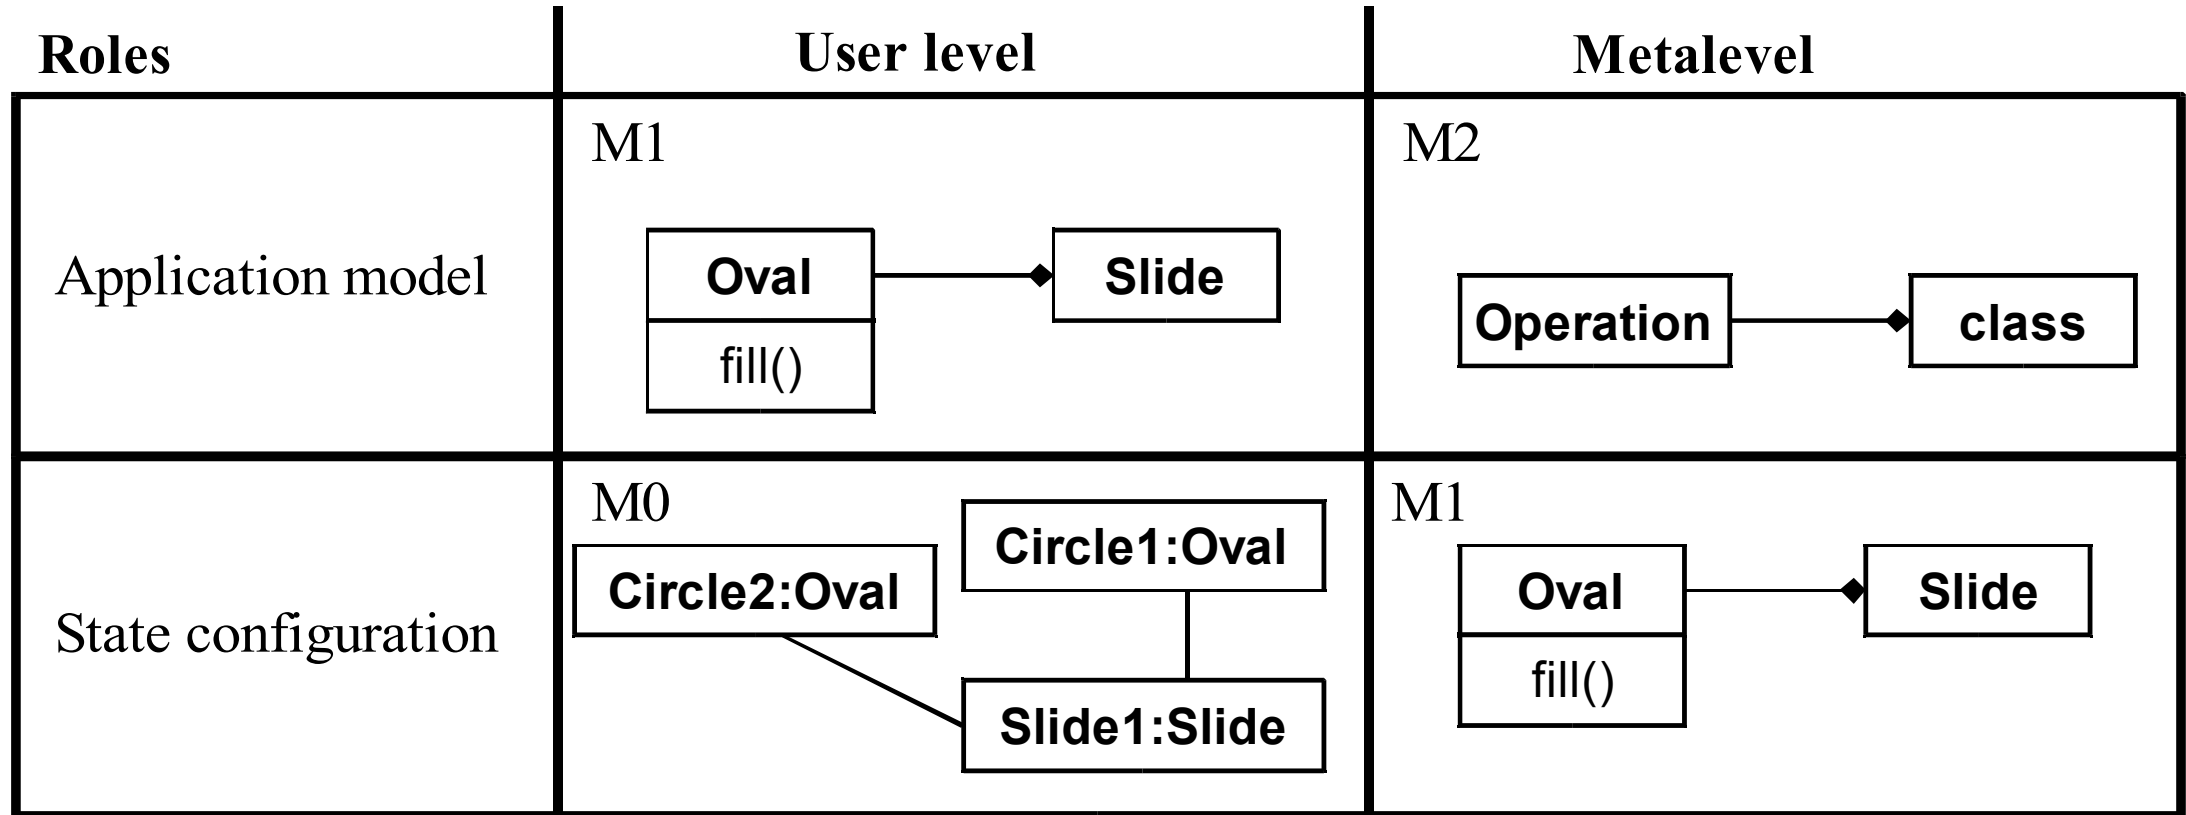 Roles
User level
Metalevel
M1
M2
Application model
Oval
Slide
fill()
Operation
class
M0
M1
State configuration
Circle2:Oval
Circle1:Oval
Slide1:Slide
Oval
Slide
fill()